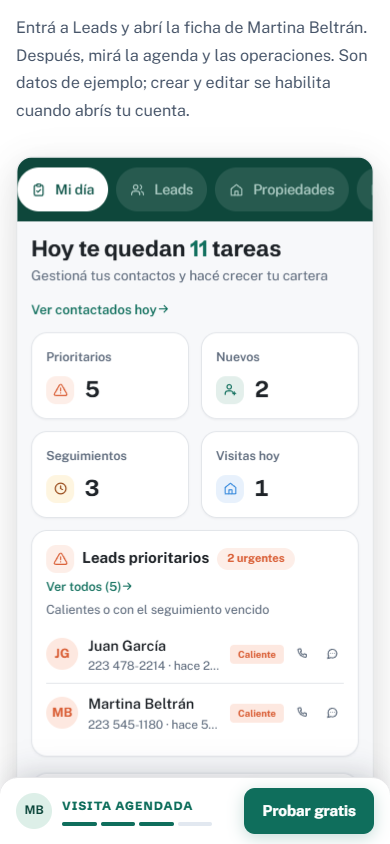 Entrá a Leads y abrí la ficha de Martina Beltrán.
Después, mirá la agenda y las operaciones. Son
datos de ejemplo; crear y editar se habilita
cuando abrís tu cuenta.
Mi día
Leads
Propiedades
Hoy te quedan 11 tareas
Gestioná tus contactos y hacé crecer tu cartera
Ver contactados hoy→
Prioritarios
5
Nuevos
2
Seguimientos
3
Visitas hoy
1
Leads prioritarios
2 urgentes
Ver todos (5)→
Calientes o con el seguimiento vencido
JG
Juan García
223 478-2214 · hace 2...
Caliente
MB
Martina Beltrán
223 545-1180 · hace 5...
Caliente
MB
VISITA AGENDADA
Probar gratis